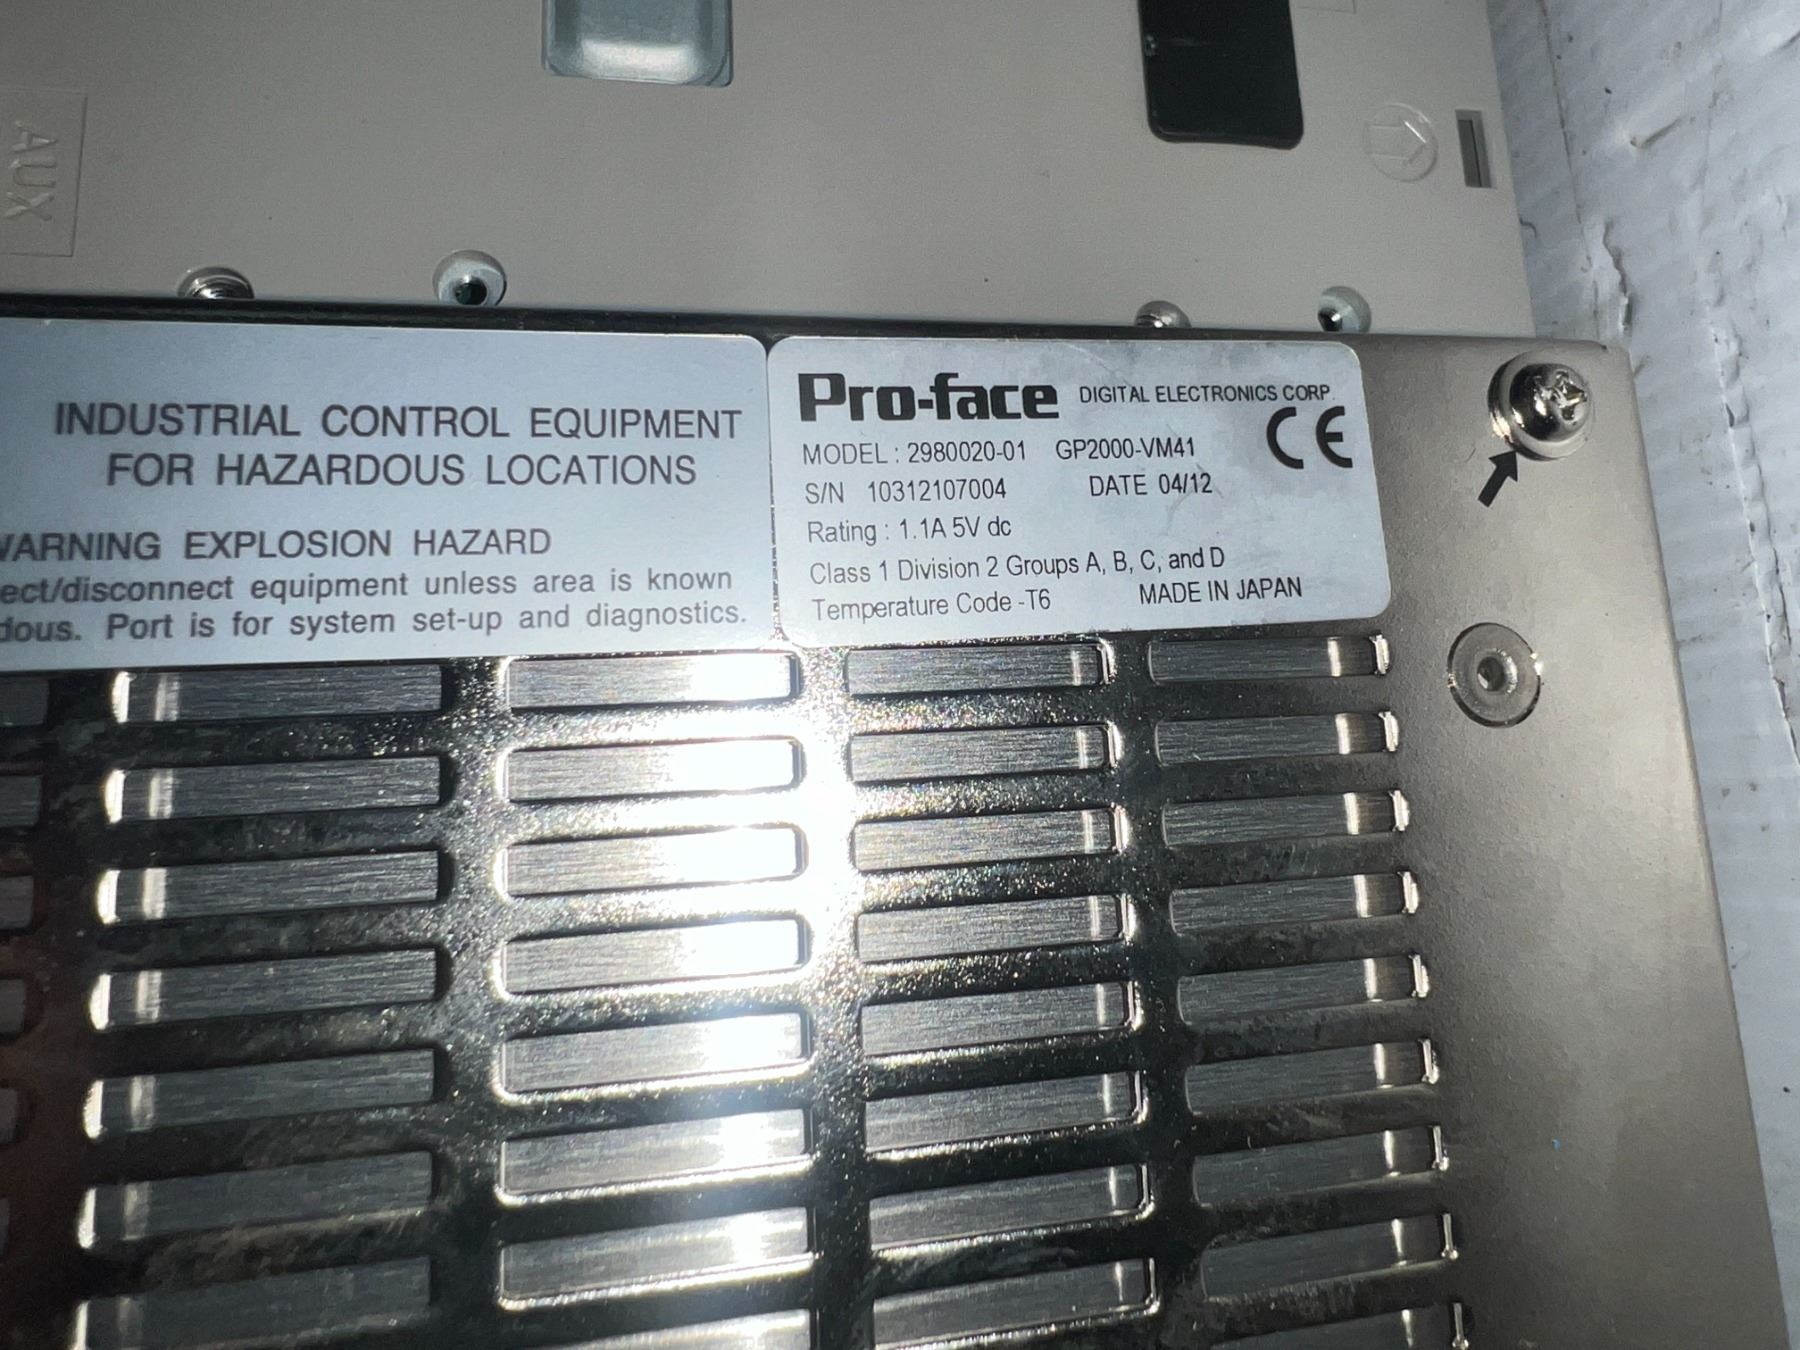 AUX
INDUSTRIAL CONTROL EQUIPMENT
FOR HAZARDOUS LOCATIONS
WARNING EXPLOSION HAZARD
ect/disconnect equipment unless area is known
dous. Port is for system set-up and diagnostics.
Pro-face DIGITAL ELECTRONICS CORP.
CE
MODEL : 2980020-01 GP2000-VM41
S/N 10312107004 DATE 04/12
Rating : 1.1A 5V dc
Class 1 Division 2 Groups A, B, C, and D
Temperature Code -T6 MADE IN JAPAN